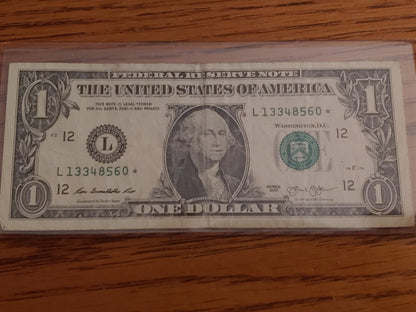 FEDERAL RESERVE NOTE
THE UNITED STATES OF AMERICA
1
THIS NOTE IS LEGAL TENDER
FOR ALL DEBTS, PUBLIC AND PRIVATE
L 13348560 *
1
12
WASHINGTON, D.C.
12
L
L 13348560 *
12
12
1
ONE DOLLAR
SERIES
1